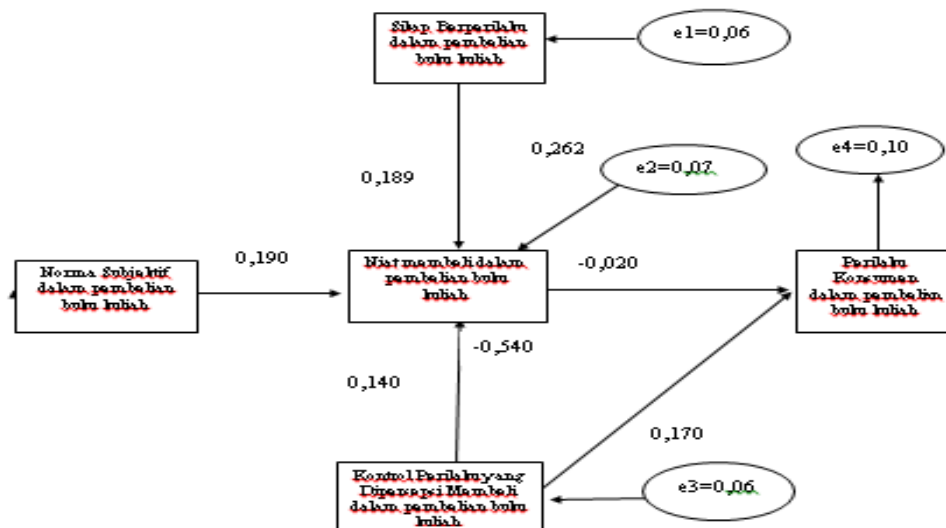 Sikap Berperilaku
dalam pembelian
buku kuliah
e1=0,06
0,262
e4=0,10
0,189
e2=0,07
Norma Subjektif
dalam pembelian
buku kuliah
0,190
Niat membeli dalam
pembelian buku
kuliah
-0,020
Perilaku
Konsumen
dalam pembelian
buku kuliah
-0,540
0,140
0,170
Kontrol Perilaku yang
Dipersepsi Membeli
dalam pembelian buku
kuliah
e3=0,06